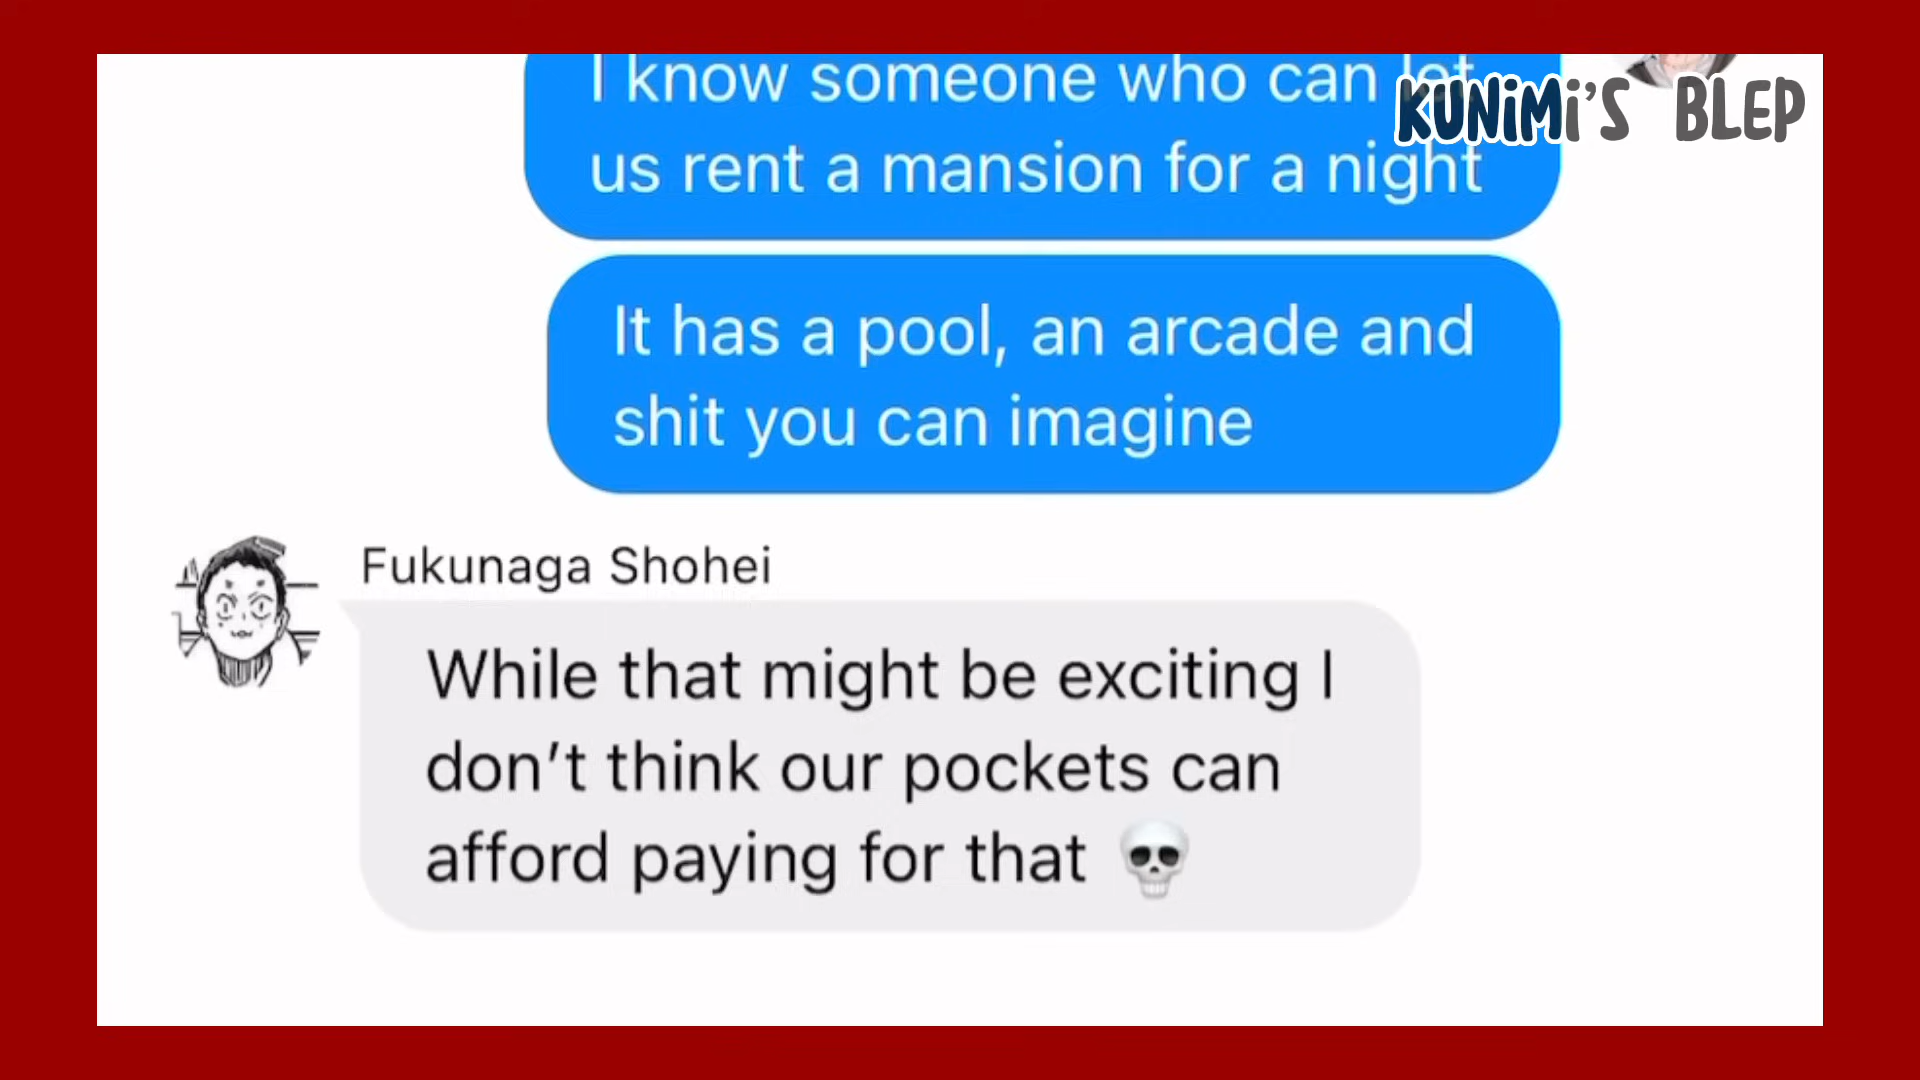 I know someone who can let
us rent a mansion for a night
KUNiMi'S BLEP
It has a pool, an arcade and
shit you can imagine
Fukunaga Shohei
While that might be exciting I
don't think our pockets can
afford paying for that 💀